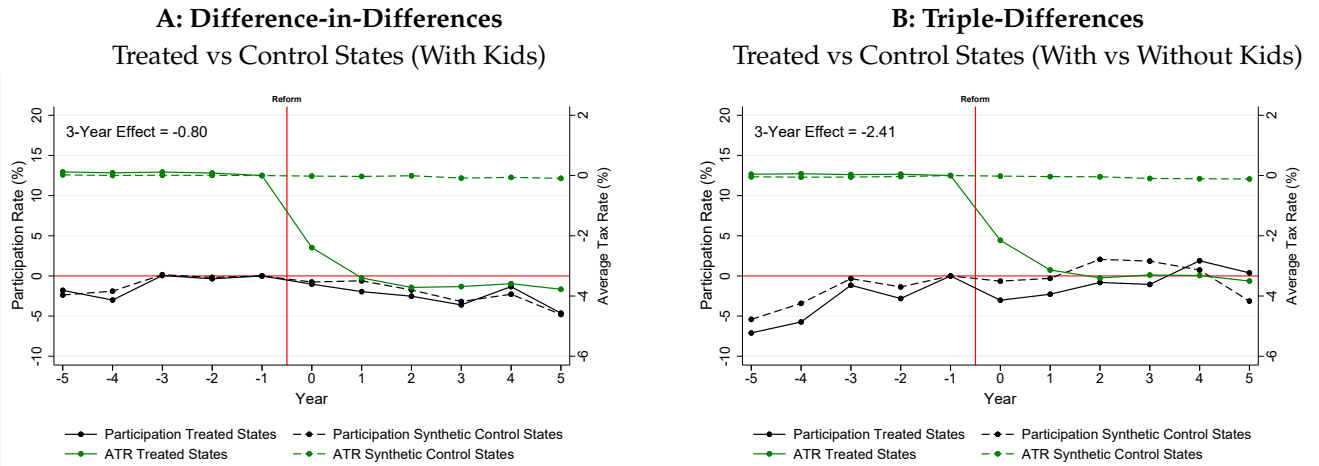 A: Difference-in-Differences
Treated vs Control States (With Kids)
Reform
3-Year Effect = -0.80
Participation Rate (%)
20
15
10
5
0
-5
-10
Average Tax Rate (%)
2
0
-2
-4
-6
-5 -4 -3 -2 -1 0 1 2 3 4 5
Year
Participation Treated States Participation Synthetic Control States
ATR Treated States ATR Synthetic Control States
B: Triple-Differences
Treated vs Control States (With vs Without Kids)
Reform
3-Year Effect = -2.41
Participation Rate (%)
20
15
10
5
0
-5
-10
Average Tax Rate (%)
2
0
-2
-4
-6
-5 -4 -3 -2 -1 0 1 2 3 4 5
Year
Participation Treated States Participation Synthetic Control States
ATR Treated States ATR Synthetic Control States